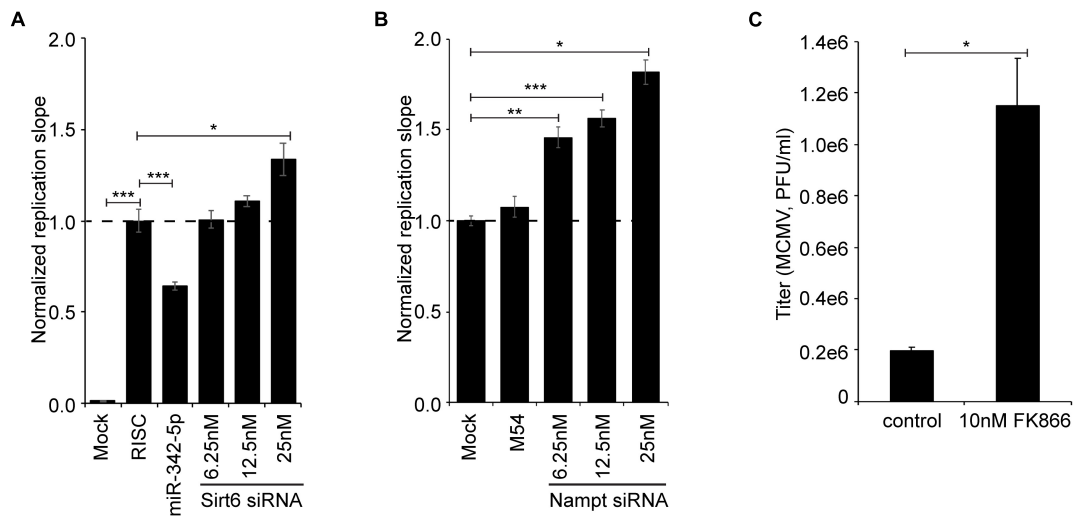 A
Normalized replication slope
2.0
1.5
1.0
0.5
0.0
*
***
***
Mock
RISC
miR-342-5p
6.25nM
12.5nM
25nM
Sirt6 siRNA
B
Normalized replication slope
2.0
1.5
1.0
0.5
0.0
*
***
**
Mock
M54
6.25nM
12.5nM
25nM
Nampt siRNA
C
Titer (MCMV, PFU/ml)
1.4e6
1.2e6
1.0e6
0.8e6
0.6e6
0.4e6
0.2e6
0
*
control
10nM FK866